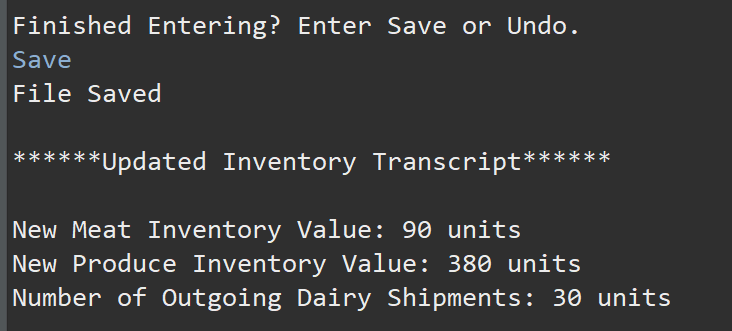 Finished Entering? Enter Save or Undo.
Save
File Saved
******Updated Inventory Transcript******
New Meat Inventory Value: 90 units
New Produce Inventory Value: 380 units
Number of Outgoing Dairy Shipments: 30 units